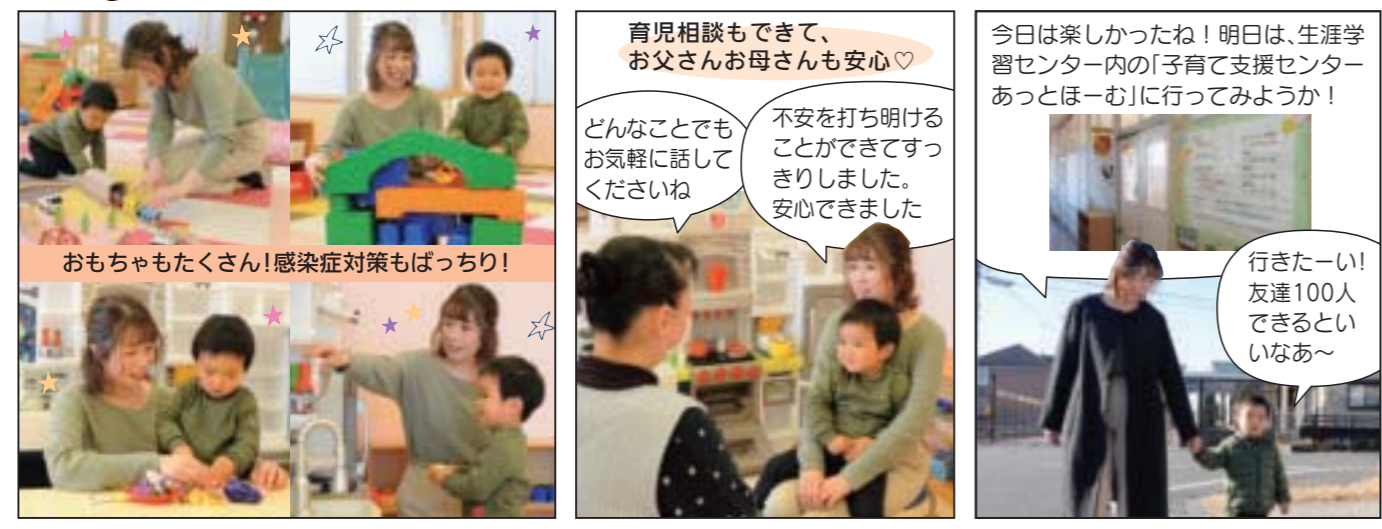 おもちゃもたくさん！感染症対策もばっちり！
育児相談もできて、
お父さんお母さんも安心♡
どんなことでも
お気軽に話して
くださいね
不安を打ち明ける
ことができてすっ
きりしました。
安心できました
今日は楽しかったね！明日は、生涯学
習センター内の「子育て支援センター
あっとほーむ」に行ってみようか！
行きたーい！
友達100人
できるとい
いなあ〜